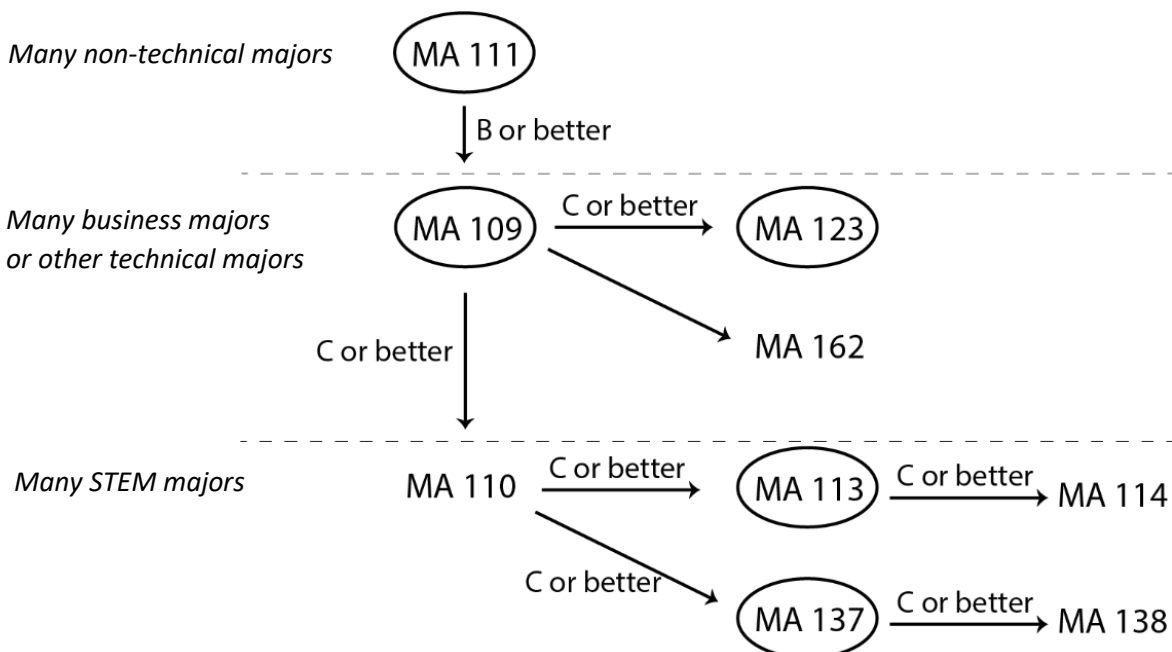 Many non-technical majors
MA 111
B or better
Many business majors
or other technical majors
MA 109
C or better
MA 123
MA 162
C or better
Many STEM majors
MA 110
C or better
MA 113
C or better
MA 114
C or better
MA 137
C or better
MA 138